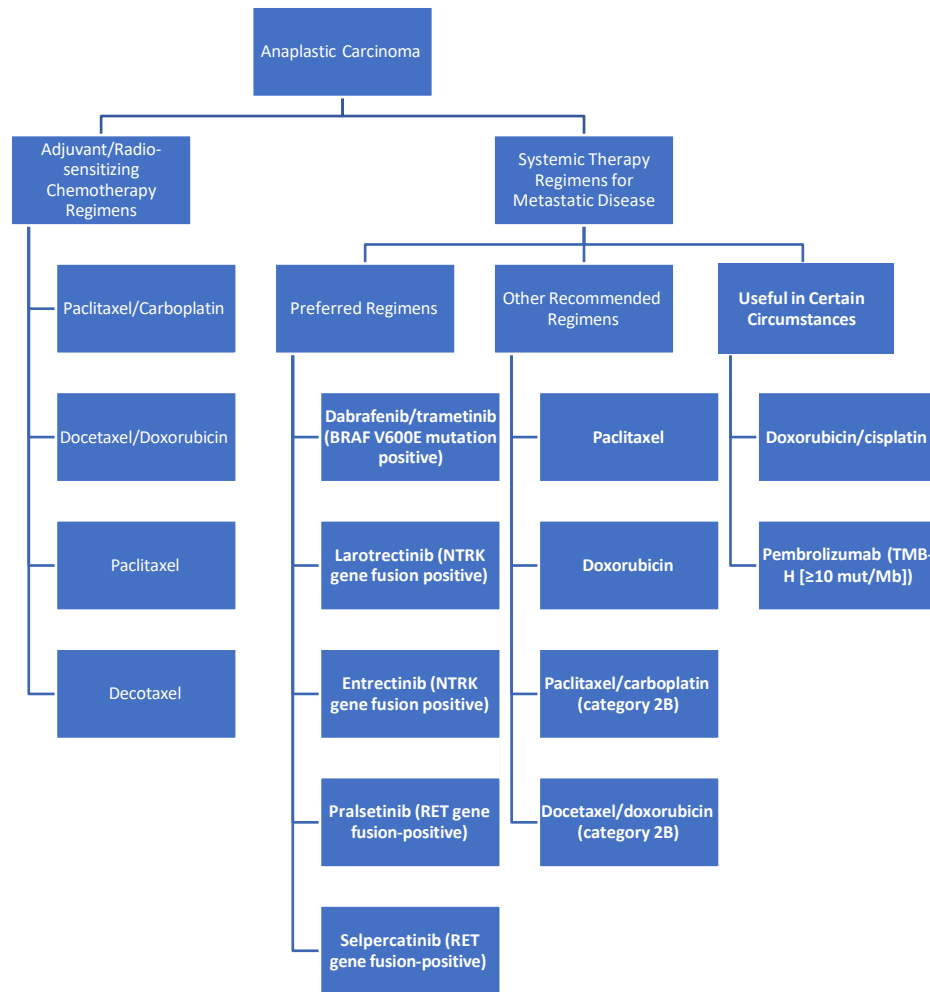 Anaplastic Carcinoma
Adjuvant/Radio-
sensitizing
Chemotherapy
Regimens
Systemic Therapy
Regimens for
Metastatic Disease
Paclitaxel/Carboplatin
Docetaxel/Doxorubicin
Paclitaxel
Decotaxel
Preferred Regimens
Dabrafenib/trametinib
(BRAF V600E mutation
positive)
Larotrectinib (NTRK
gene fusion positive)
Entrectinib (NTRK
gene fusion positive)
Pralsetinib (RET gene
fusion-positive)
Selpercatinib (RET
gene fusion-positive)
Other Recommended
Regimens
Paclitaxel
Doxorubicin
Paclitaxel/carboplatin
(category 2B)
Docetaxel/doxorubicin
(category 2B)
Useful in Certain
Circumstances
Doxorubicin/cisplatin
Pembrolizumab (TMB-
H [≥10 mut/Mb])